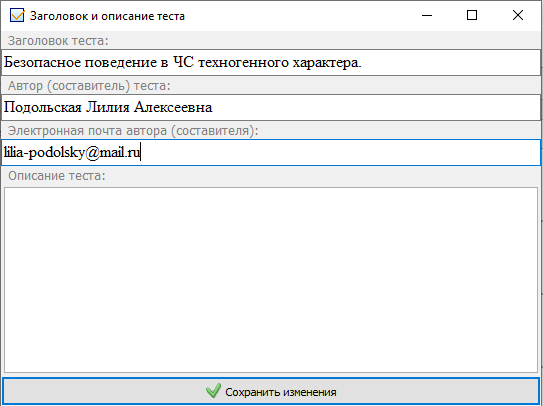 Заголовок и описание теста
Заголовок теста:
Безопасное поведение в ЧС техногенного характера.
Автор (составитель) теста:
Подольская Лилия Алексеевна
Электронная почта автора (составителя):
lilia-podolsky@mail.ru
Описание теста:
Сохранить изменения